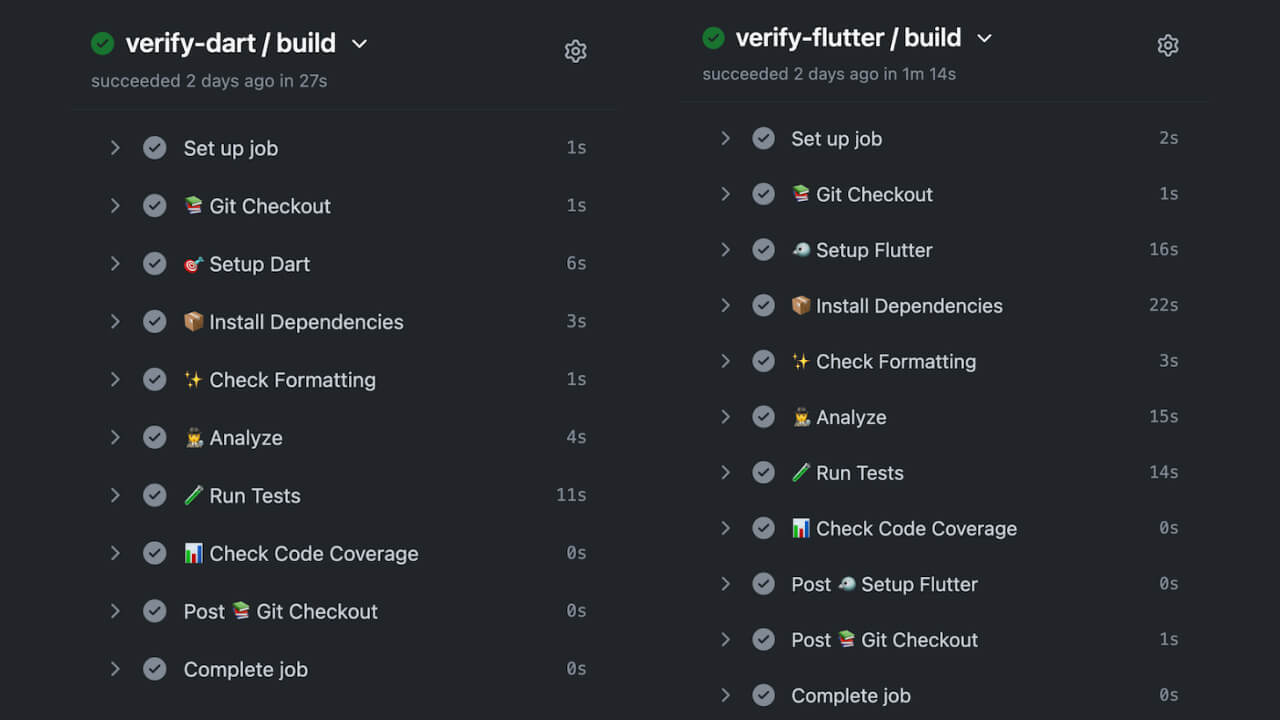 verify-dart / build
succeeded 2 days ago in 27s
Set up job 1s
📚 Git Checkout 1s
🎯 Setup Dart 6s
📦 Install Dependencies 3s
✨ Check Formatting 1s
🕵️ Analyze 4s
🧪 Run Tests 11s
📊 Check Code Coverage 0s
Post 📚 Git Checkout 0s
Complete job 0s
verify-flutter / build
succeeded 2 days ago in 1m 14s
Set up job 2s
📚 Git Checkout 1s
🐦 Setup Flutter 16s
📦 Install Dependencies 22s
✨ Check Formatting 3s
🕵️ Analyze 15s
🧪 Run Tests 14s
📊 Check Code Coverage 0s
Post 🐦 Setup Flutter 0s
Post 📚 Git Checkout 1s
Complete job 0s